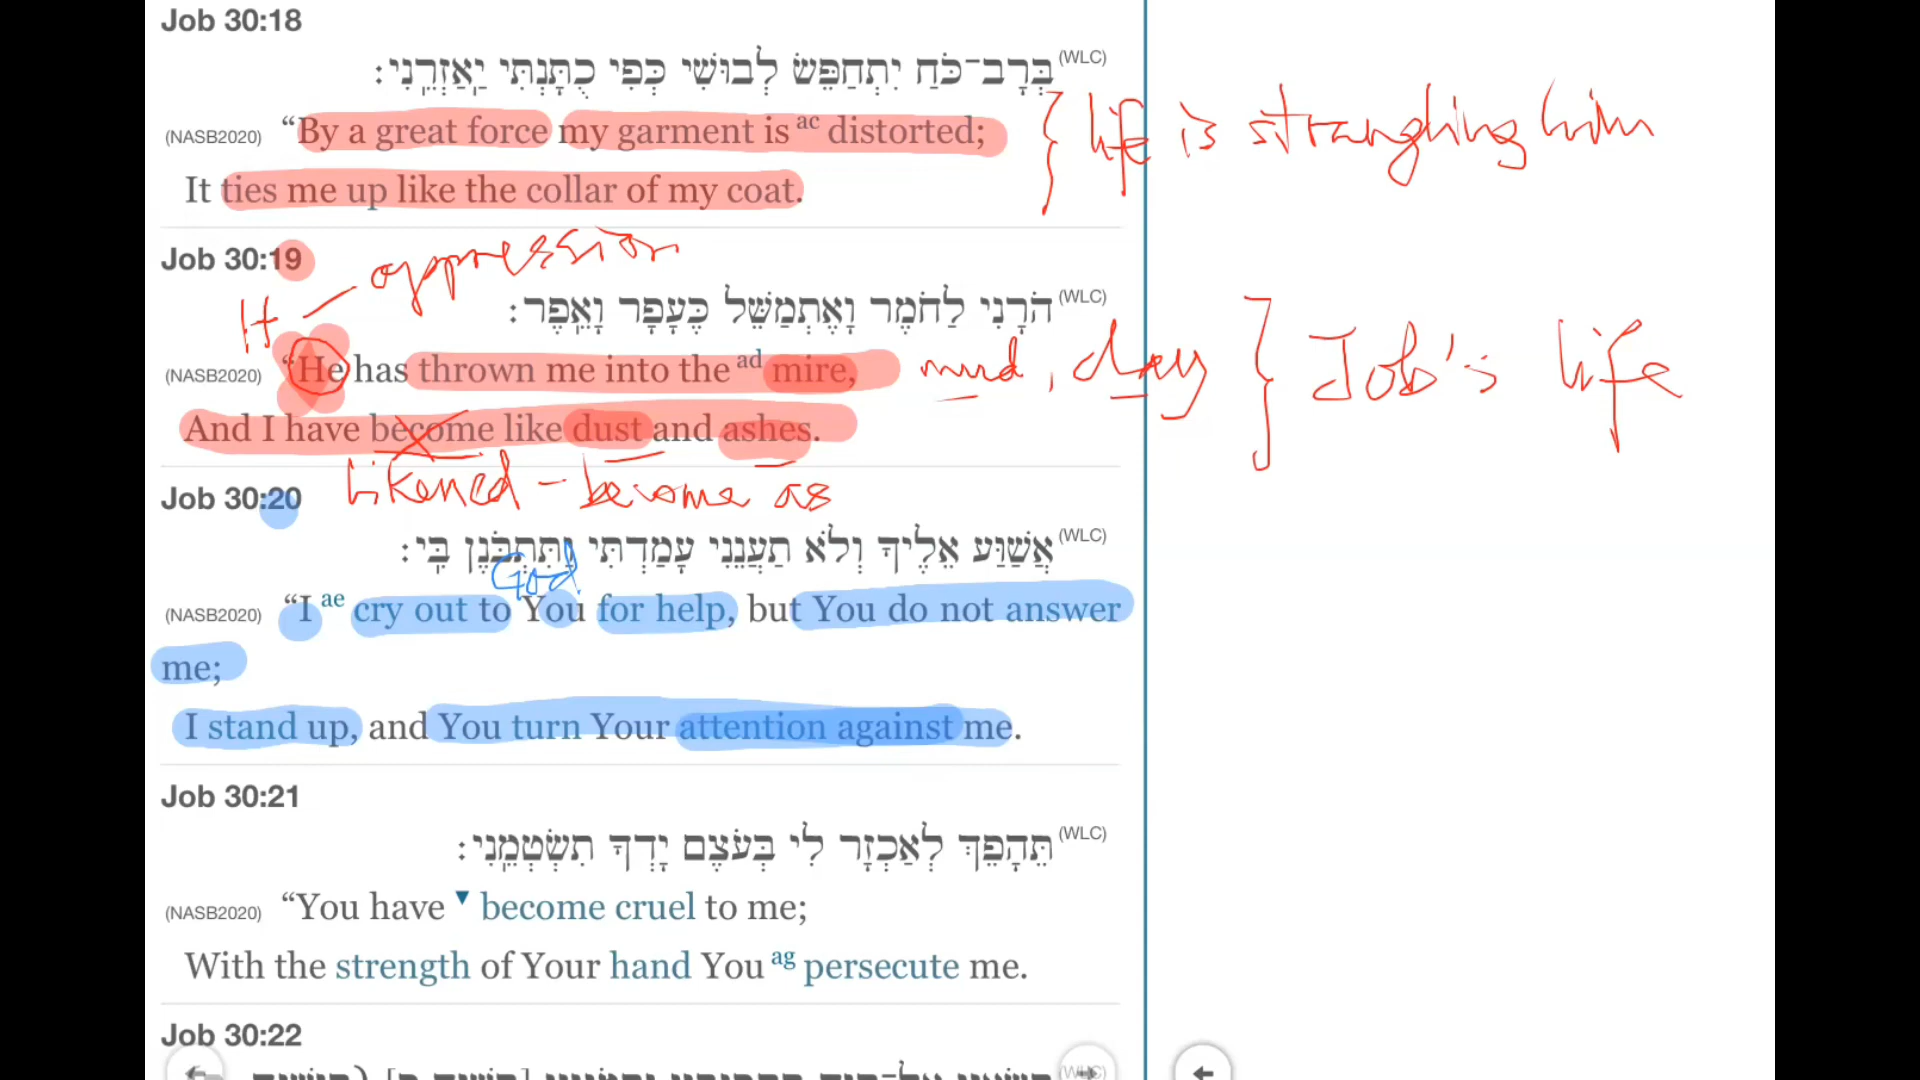 Job 30:18
בְּרָב־כֹּחַ יִתְחַפֵּשׂ לְבוּשִׁי כְּפִי כֻתָּנְתִּי יַאַזְרֵנִי׃ (WLC)
} life is strangling him
(NASB2020) “By a great force my garment is ac distorted;
It ties me up like the collar of my coat.
Job 30:19
It — oppression
הֹרָנִי לַחֹמֶר וָאֶתְמַשֵּׁל כֶּעָפָר וָאֵפֶר׃ (WLC)
(NASB2020) “He has thrown me into the ad mire, mud, clay } Job's life
And I have become like dust and ashes.
Likened – become as
Job 30:20
אֲשַׁוַּע אֵלֶיךָ וְלֹא תַעֲנֵנִי עָמַדְתִּי וַתִּתְבֹּנֶן בִּי׃ (WLC)
God
(NASB2020) “I ae cry out to You for help, but You do not answer
me;
I stand up, and You turn Your attention against me.
Job 30:21
תֵּהָפֵךְ לְאַכְזָר לִי בְּעֹצֶם יָדְךָ תִשְׂטְמֵנִי׃ (WLC)
(NASB2020) “You have ▼ become cruel to me;
With the strength of Your hand You ag persecute me.
Job 30:22
(WLC)